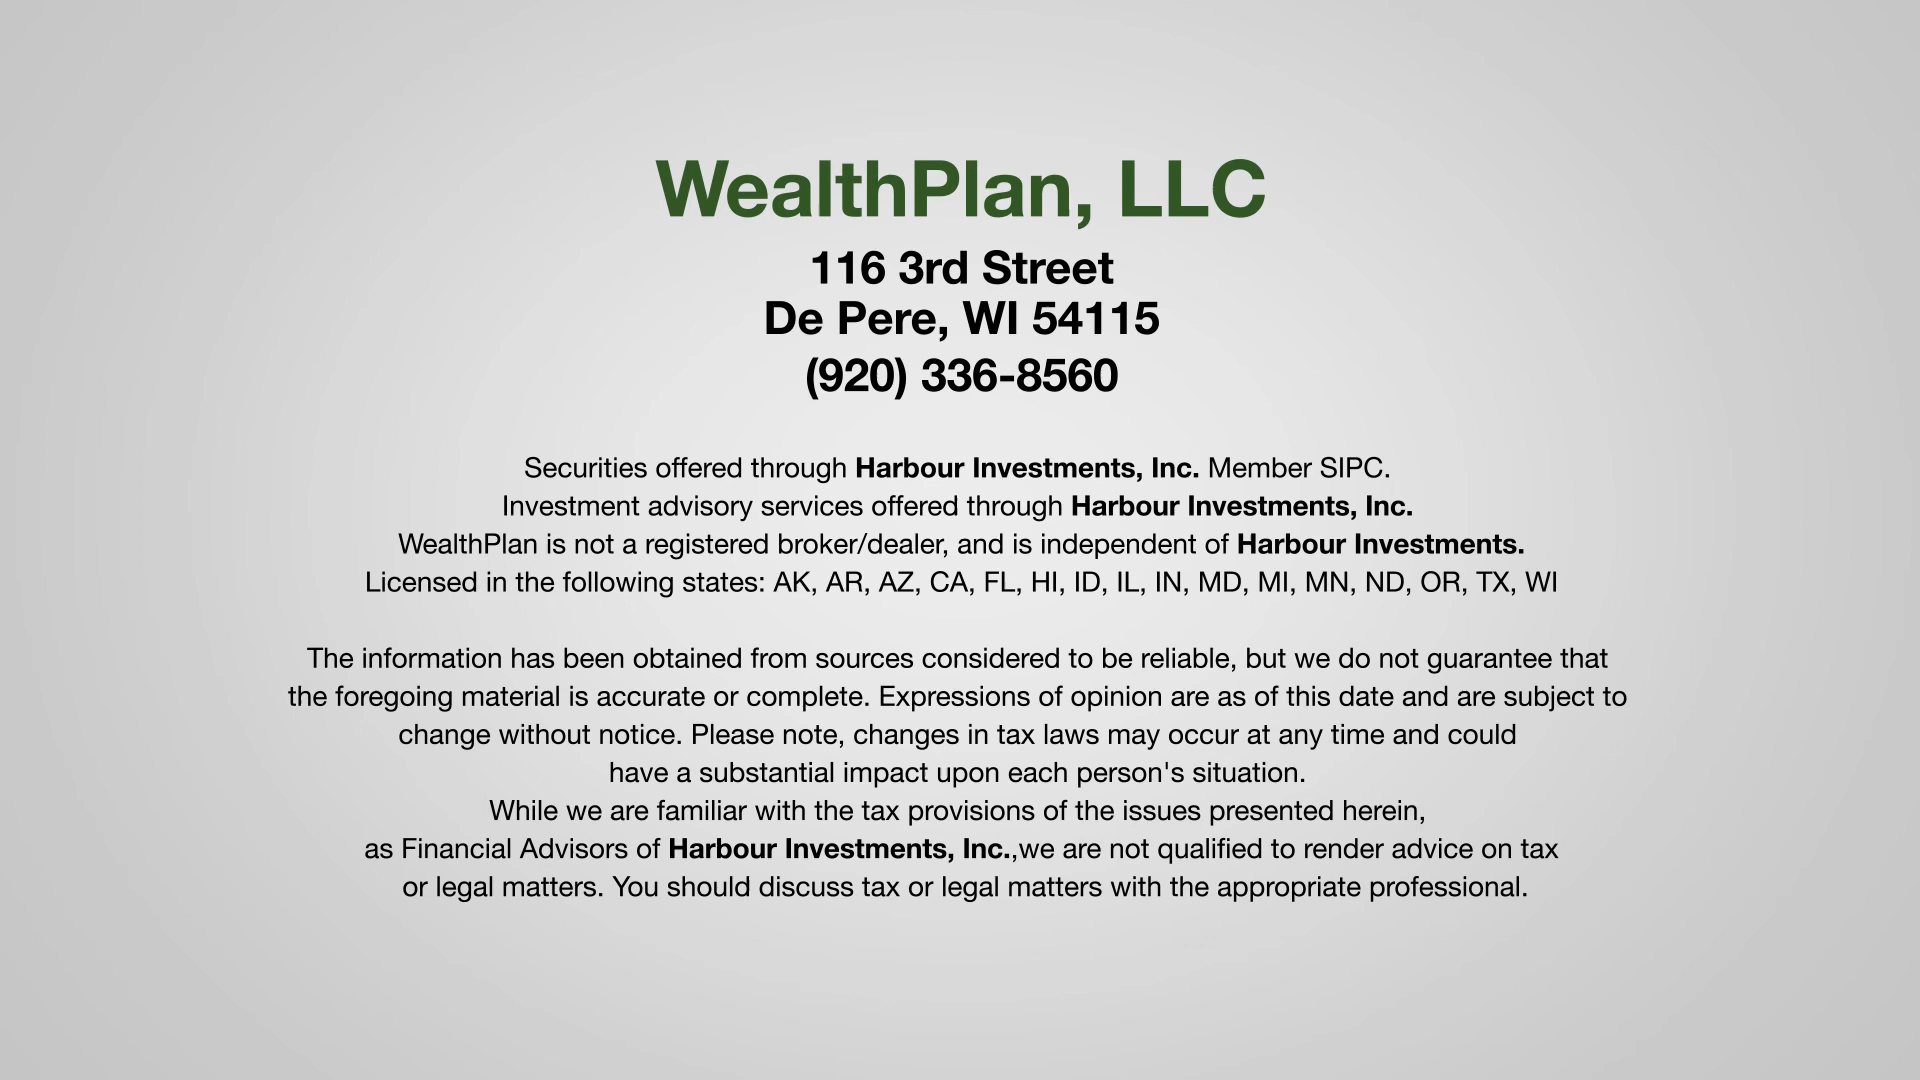 WealthPlan, LLC
116 3rd Street
De Pere, WI 54115
(920) 336-8560
Securities offered through Harbour Investments, Inc. Member SIPC.
Investment advisory services offered through Harbour Investments, Inc.
WealthPlan is not a registered broker/dealer, and is independent of Harbour Investments.
Licensed in the following states: AK, AR, AZ, CA, FL, HI, ID, IL, IN, MD, MI, MN, ND, OR, TX, WI
The information has been obtained from sources considered to be reliable, but we do not guarantee that
the foregoing material is accurate or complete. Expressions of opinion are as of this date and are subject to
change without notice. Please note, changes in tax laws may occur at any time and could
have a substantial impact upon each person's situation.
While we are familiar with the tax provisions of the issues presented herein,
as Financial Advisors of Harbour Investments, Inc.,we are not qualified to render advice on tax
or legal matters. You should discuss tax or legal matters with the appropriate professional.